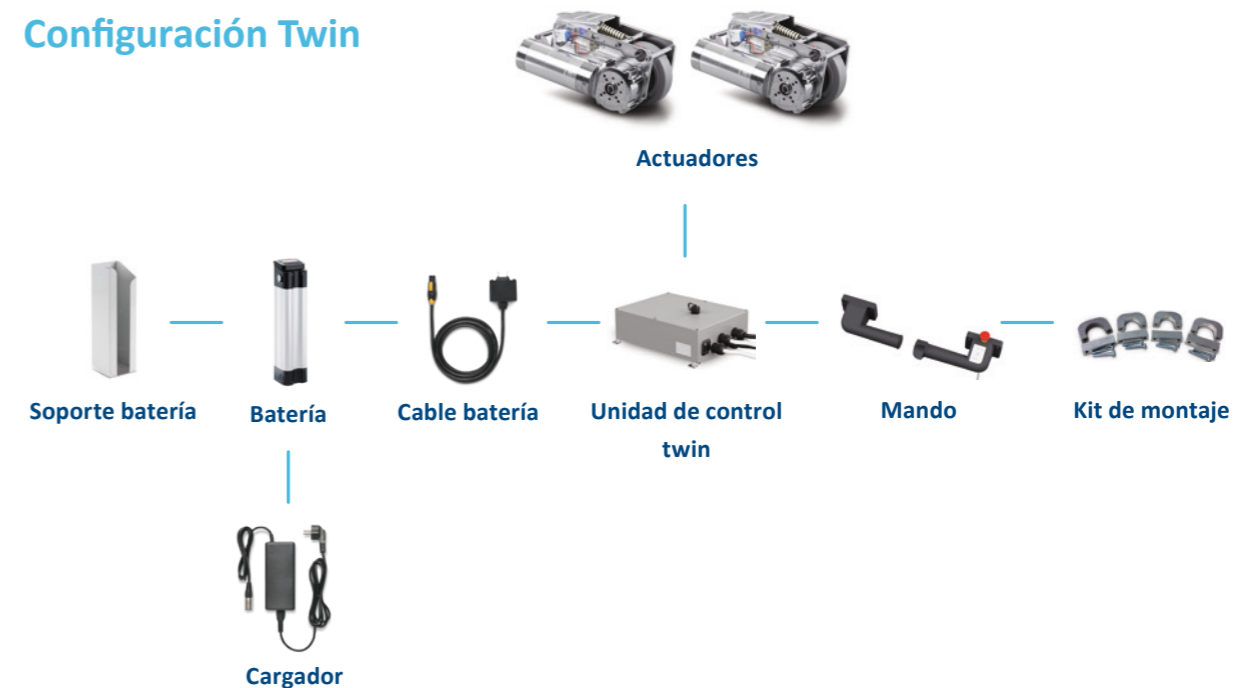 Configuración Twin
Actuadores
Soporte batería
Batería
Cable batería
Unidad de control
twin
Mando
Kit de montaje
Cargador